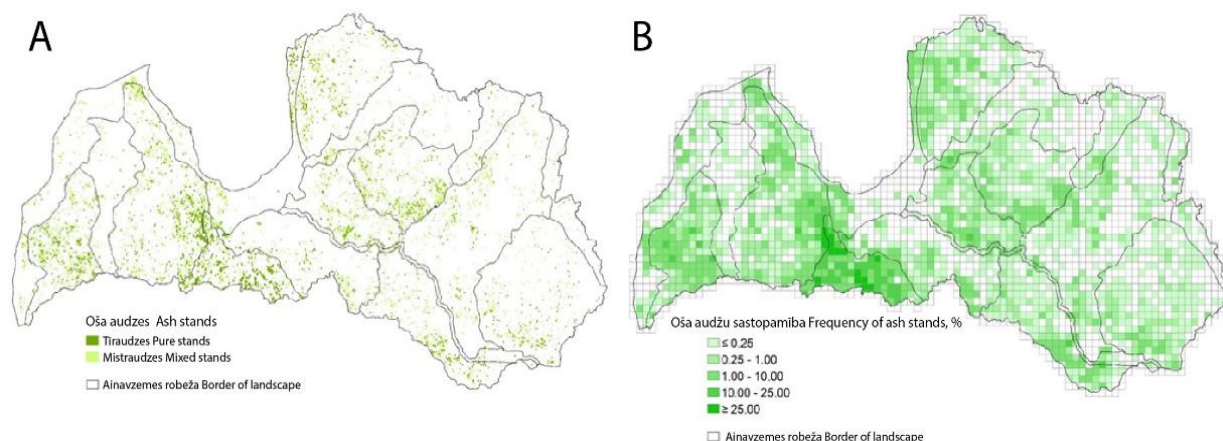 A
Oša audzes Ash stands
Tiraudzes Pure stands
Mistraudzes Mixed stands
Ainavzemes robeža Border of landscape
B
Oša audžu sastopamība Frequency of ash stands, %
≤ 0.25
0.25 - 1.00
1.00 - 10.00
10.00 - 25.00
≥ 25.00
Ainavzemes robeža Border of landscape